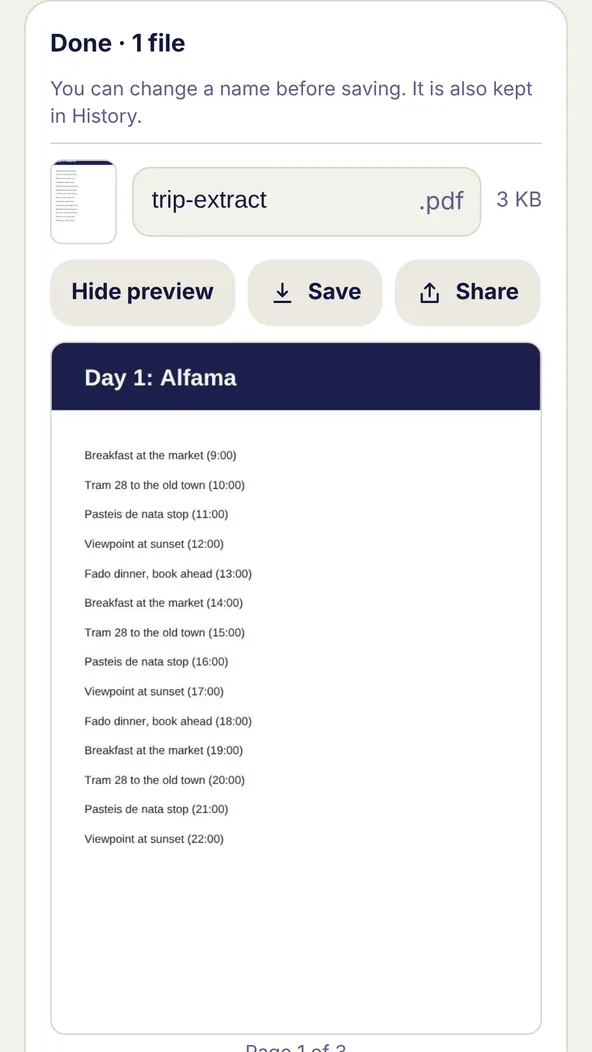 Done · 1 file
You can change a name before saving. It is also kept
in History.
trip-extract .pdf 3 KB
Hide preview Save Share
Day 1: Alfama
Breakfast at the market (9:00)
Tram 28 to the old town (10:00)
Pasteis de nata stop (11:00)
Viewpoint at sunset (12:00)
Fado dinner, book ahead (13:00)
Breakfast at the market (14:00)
Tram 28 to the old town (15:00)
Pasteis de nata stop (16:00)
Viewpoint at sunset (17:00)
Fado dinner, book ahead (18:00)
Breakfast at the market (19:00)
Tram 28 to the old town (20:00)
Pasteis de nata stop (21:00)
Viewpoint at sunset (22:00)
Page 1 of 3